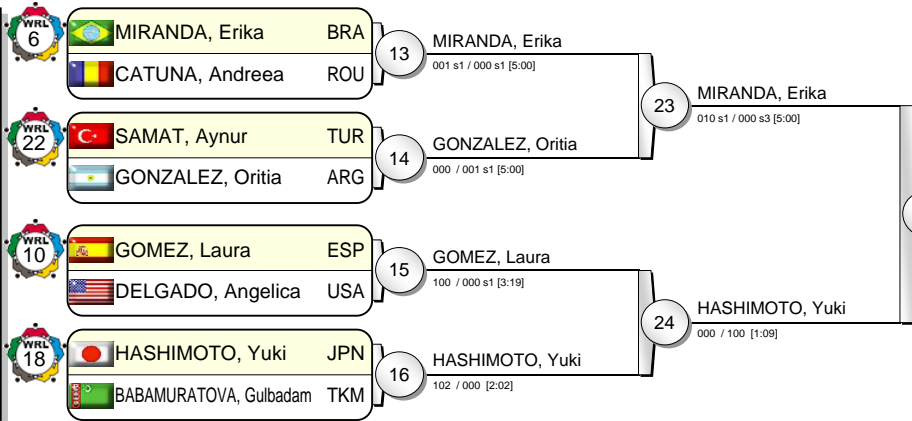 WRL
6
MIRANDA, Erika BRA
CATUNA, Andreea ROU
13
MIRANDA, Erika
001 s1 / 000 s1 [5:00]
WRL
22
SAMAT, Aynur TUR
GONZALEZ, Oritia ARG
14
GONZALEZ, Oritia
000 / 001 s1 [5:00]
23
MIRANDA, Erika
010 s1 / 000 s3 [5:00]
WRL
10
GOMEZ, Laura ESP
DELGADO, Angelica USA
15
GOMEZ, Laura
100 / 000 s1 [3:19]
WRL
18
HASHIMOTO, Yuki JPN
BABAMURATOVA, Gulbadam TKM
16
HASHIMOTO, Yuki
102 / 000 [2:02]
24
HASHIMOTO, Yuki
000 / 100 [1:09]